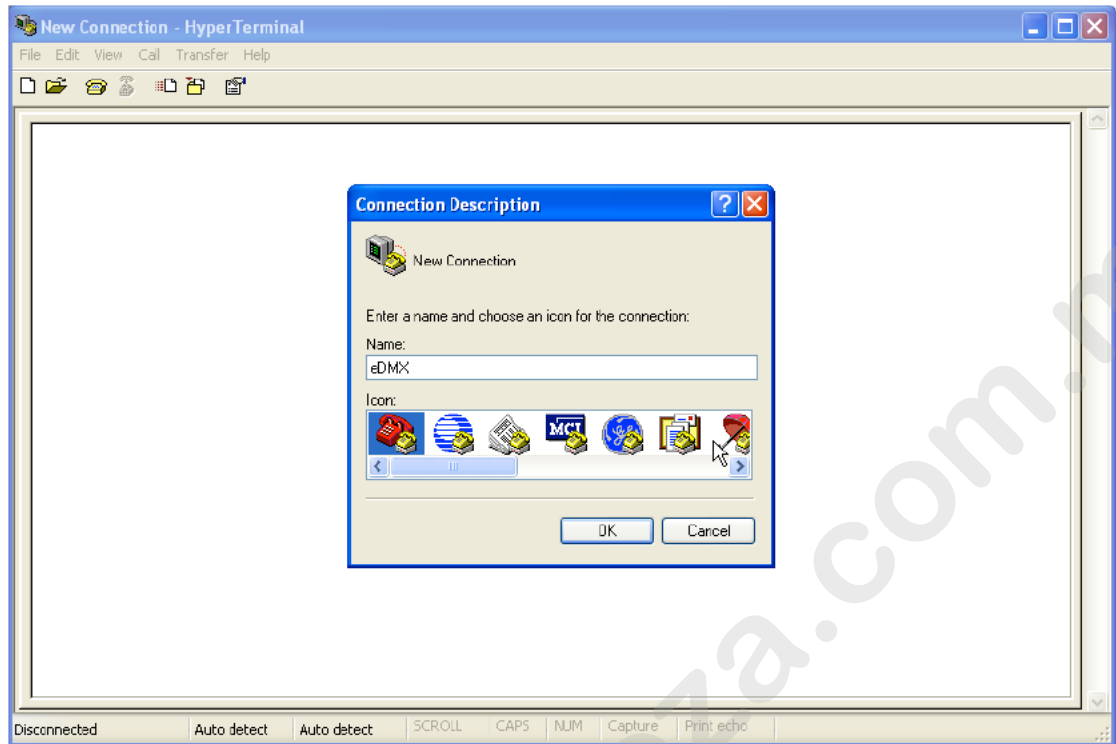 New Connection - HyperTerminal
File Edit View Call Transfer Help
Connection Description
New Connection
Enter a name and choose an icon for the connection:
Name:
eDMX
Icon:
MCI
OK Cancel
Disconnected Auto detect Auto detect SCROLL CAPS NUM Capture Print echo
za.com.m